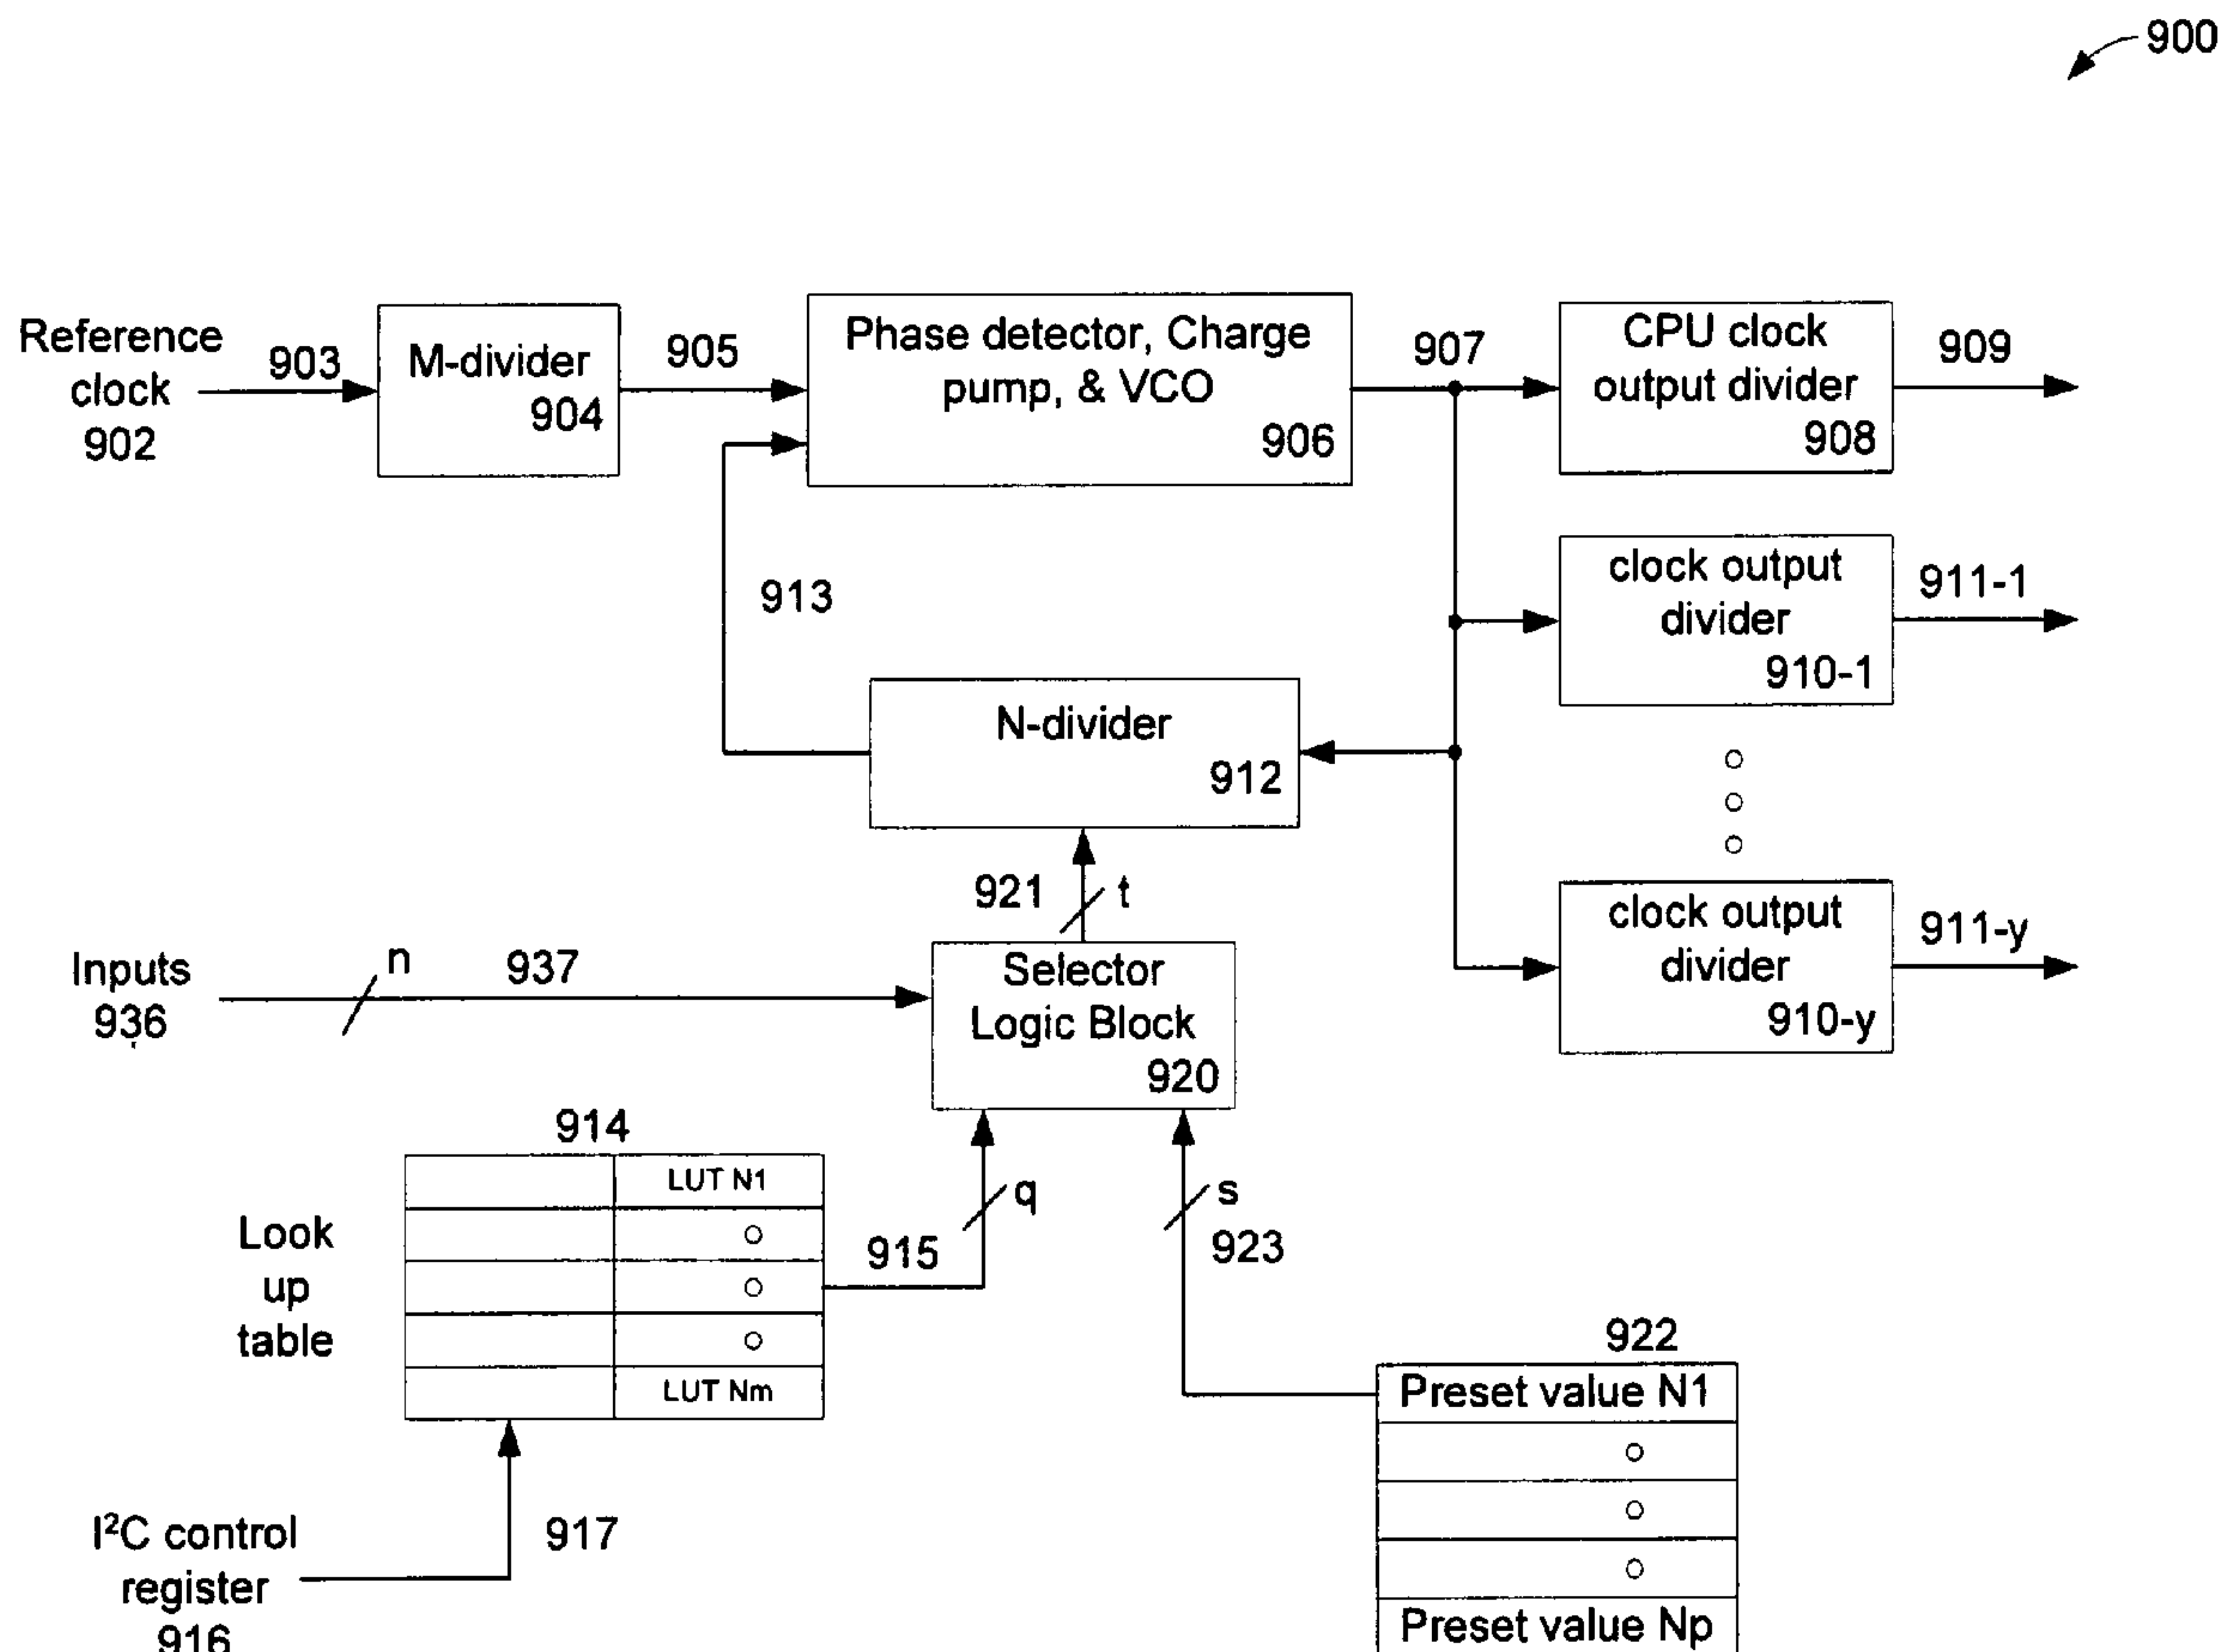 900
Reference
clock
902
903
M-divider
904
905
Phase detector, Charge
pump, & VCO
906
907
CPU clock
output divider
908
909
clock output
divider
910-1
911-1
913
N-divider
912
921
t
clock output
divider
910-y
911-y
Inputs
936
n
937
Selector
Logic Block
920
914
LUT N1
LUT Nm
Look
up
table
915
q
s
923
922
Preset value N1
Preset value Np
I²C control
register
916
917